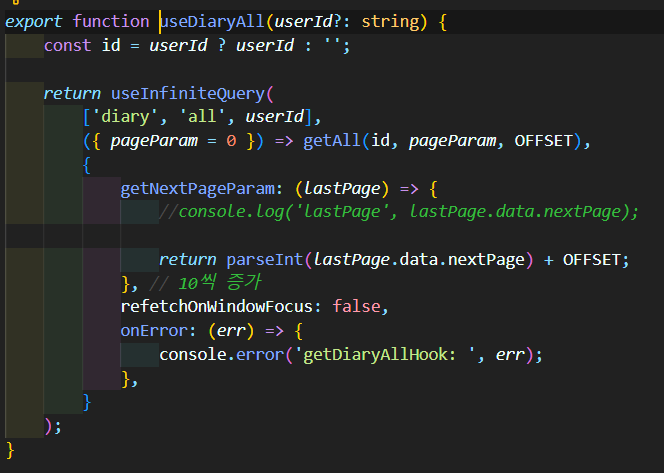 export function useDiaryAll(userId?: string) {
    const id = userId ? userId : '';

    return useInfiniteQuery(
        ['diary', 'all', userId],
        ({ pageParam = 0 }) => getAll(id, pageParam, OFFSET),
        {
            getNextPageParam: (lastPage) => {
                //console.log('lastPage', lastPage.data.nextPage);

                return parseInt(lastPage.data.nextPage) + OFFSET;
            }, // 10씩 증가
            refetchOnWindowFocus: false,
            onError: (err) => {
                console.error('getDiaryAllHook: ', err);
            },
        }
    );
}